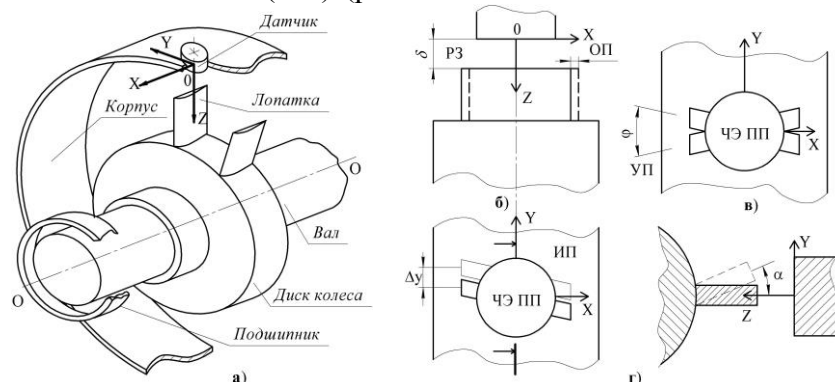 Датчик
Y
X
0
Корпус
Лопатка
Z
O
Вал
O
Диск колеса
Подшипник
а)
0
X
δ
РЗ
ОП
Z
б)
Y
φ
ЧЭ ПП
X
УП
в)
Y
ИП
Δy
ЧЭ ПП
X
Y
α
Z
г)